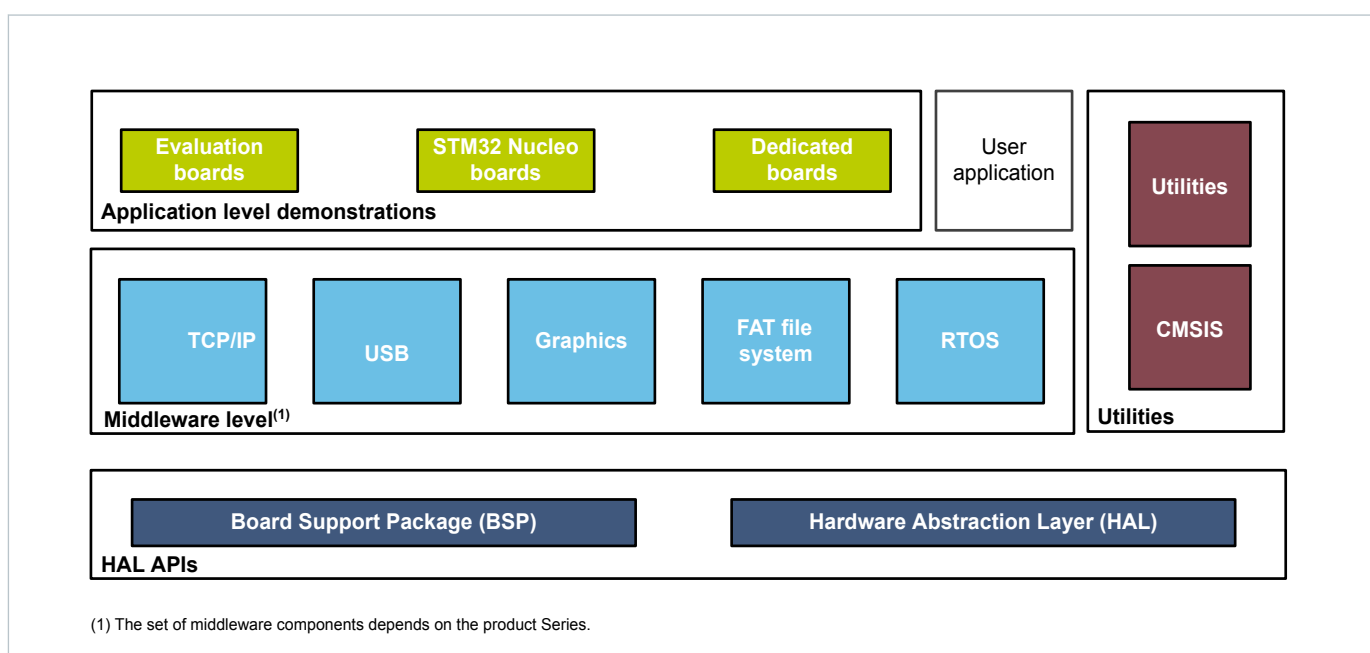 Evaluation
boards
STM32 Nucleo
boards
Dedicated
boards
Application level demonstrations
User
application
Utilities
CMSIS
Utilities
TCP/IP
USB
Graphics
FAT file
system
RTOS
Middleware level(1)
Board Support Package (BSP)
Hardware Abstraction Layer (HAL)
HAL APIs
(1) The set of middleware components depends on the product Series.